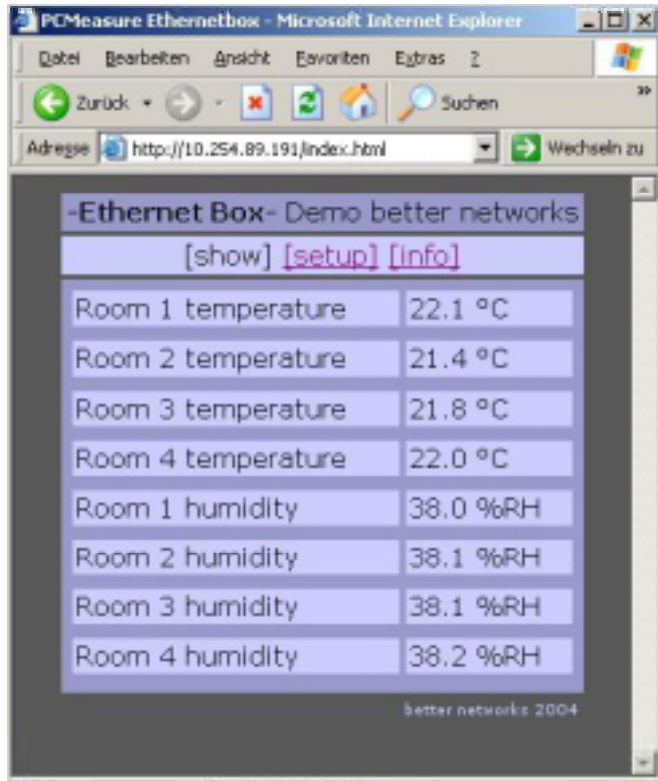 PCMeasure Ethernetbox - Microsoft Internet Explorer
Datei Bearbeiten Ansicht Favoriten Extras ?
Zurück Suchen »
Adresse http://10.254.89.191/index.html Wechseln zu
-Ethernet Box- Demo better networks
[show] [setup] [info]
Room 1 temperature 22.1 °C
Room 2 temperature 21.4 °C
Room 3 temperature 21.8 °C
Room 4 temperature 22.0 °C
Room 1 humidity 38.0 %RH
Room 2 humidity 38.1 %RH
Room 3 humidity 38.1 %RH
Room 4 humidity 38.2 %RH
better networks 2004